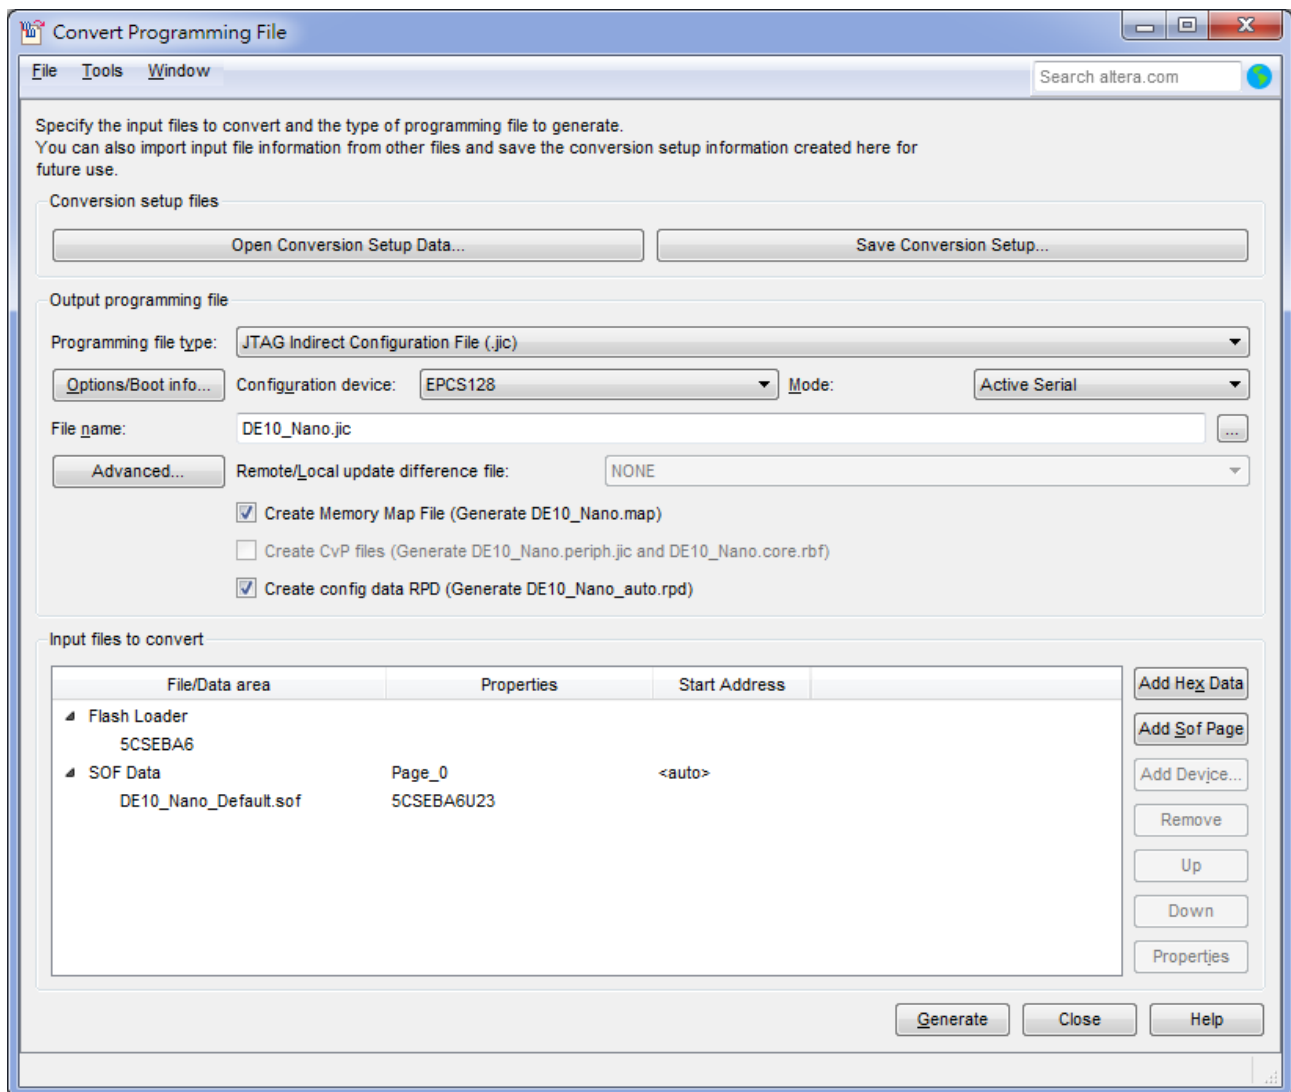 Convert Programming File
File Tools Window
Search altera.com
Specify the input files to convert and the type of programming file to generate.
You can also import input file information from other files and save the conversion setup information created here for
future use.
Conversion setup files
Open Conversion Setup Data...
Save Conversion Setup...
Output programming file
Programming file type: JTAG Indirect Configuration File (.jic)
Options/Boot info... Configuration device: EPCS128 Mode: Active Serial
File name: DE10_Nano.jic ...
Advanced... Remote/Local update difference file: NONE
Create Memory Map File (Generate DE10_Nano.map)
Create CvP files (Generate DE10_Nano.periph.jic and DE10_Nano.core.rbf)
Create config data RPD (Generate DE10_Nano_auto.rpd)
Input files to convert
File/Data area Properties Start Address
Flash Loader
5CSEBA6
SOF Data Page_0 <auto>
DE10_Nano_Default.sof 5CSEBA6U23
Add Hex Data
Add Sof Page
Add Device...
Remove
Up
Down
Properties
Generate Close Help